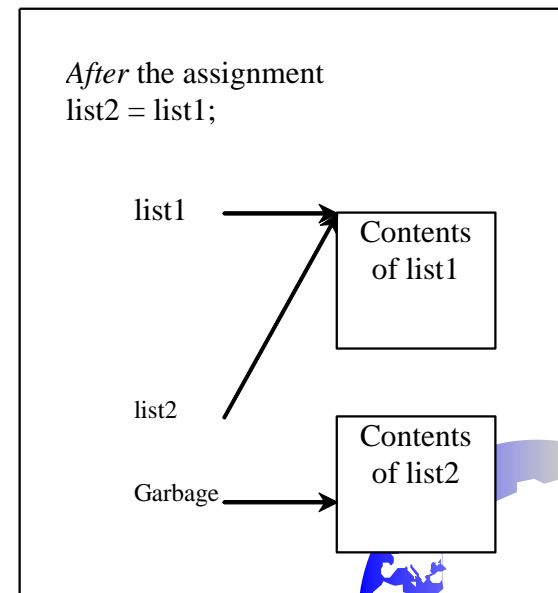 After the assignment
list2 = list1;
list1
Contents
of list1
list2
Contents
of list2
Garbage